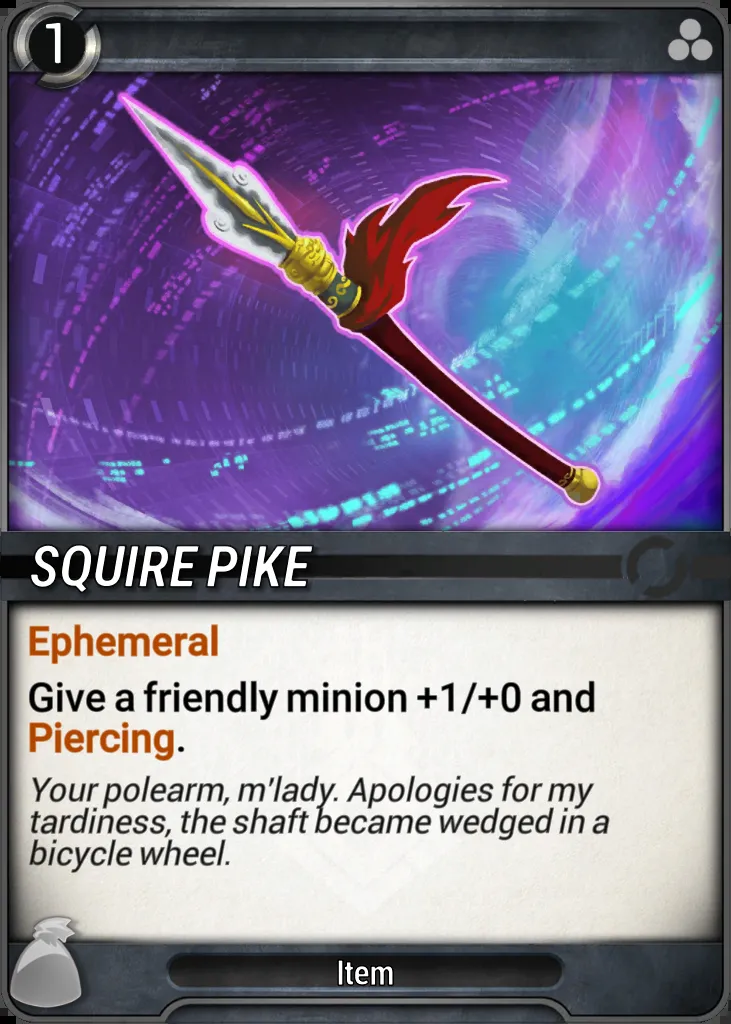 1
SQUIRE PIKE
Ephemeral
Give a friendly minion +1/+0 and
Piercing.
Your polearm, m'lady. Apologies for my
tardiness, the shaft became wedged in a
bicycle wheel.
Item